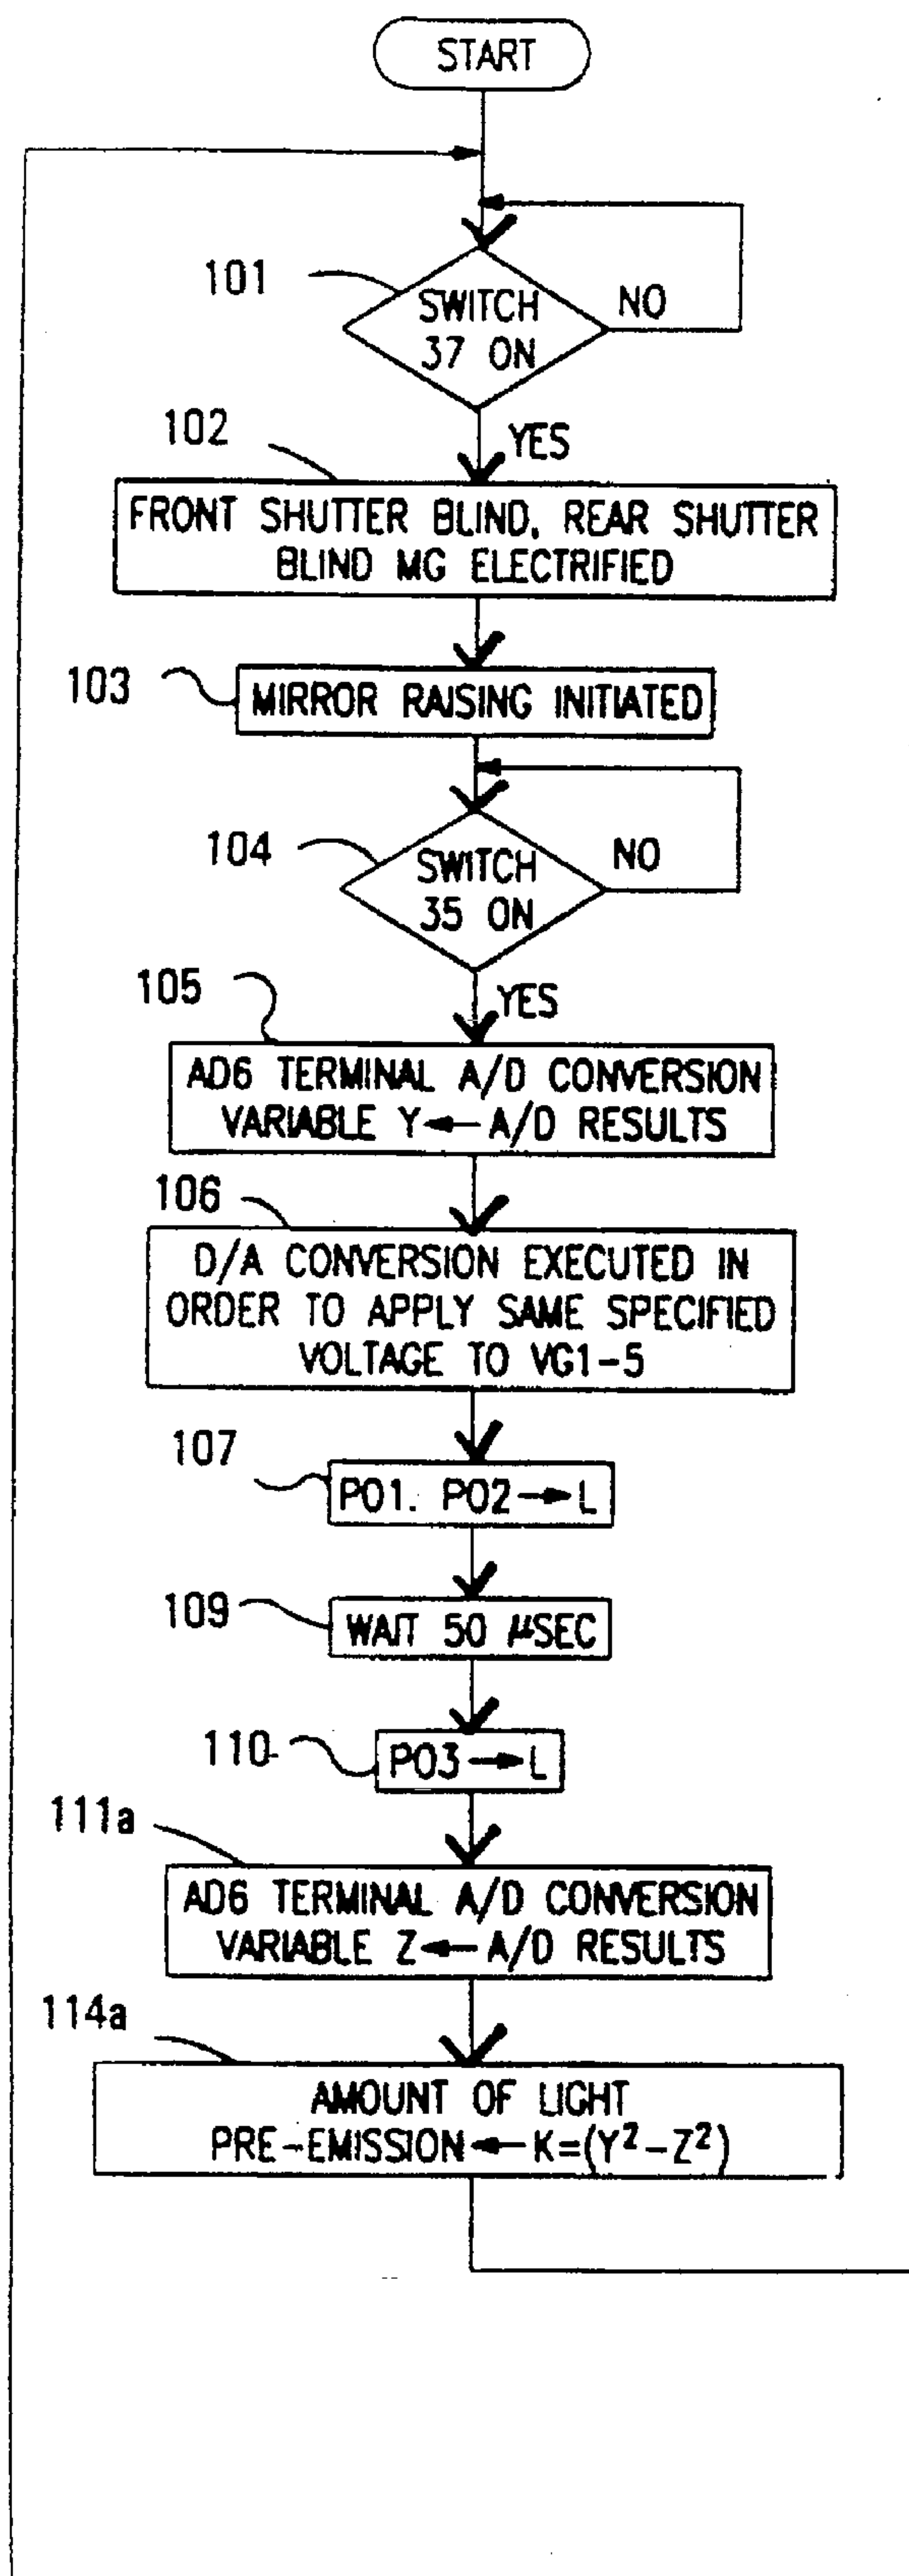 START
101
SWITCH
37 ON
NO
YES
102
FRONT SHUTTER BLIND, REAR SHUTTER
BLIND MG ELECTRIFIED
103
MIRROR RAISING INITIATED
104
SWITCH
35 ON
NO
YES
105
AD6 TERMINAL A/D CONVERSION
VARIABLE Y←A/D RESULTS
106
D/A CONVERSION EXECUTED IN
ORDER TO APPLY SAME SPECIFIED
VOLTAGE TO VG1-5
107
PO1. PO2→L
109
WAIT 50 µSEC
110
PO3→L
111a
AD6 TERMINAL A/D CONVERSION
VARIABLE Z←A/D RESULTS
114a
AMOUNT OF LIGHT
PRE-EMISSION←K=(Y²-Z²)